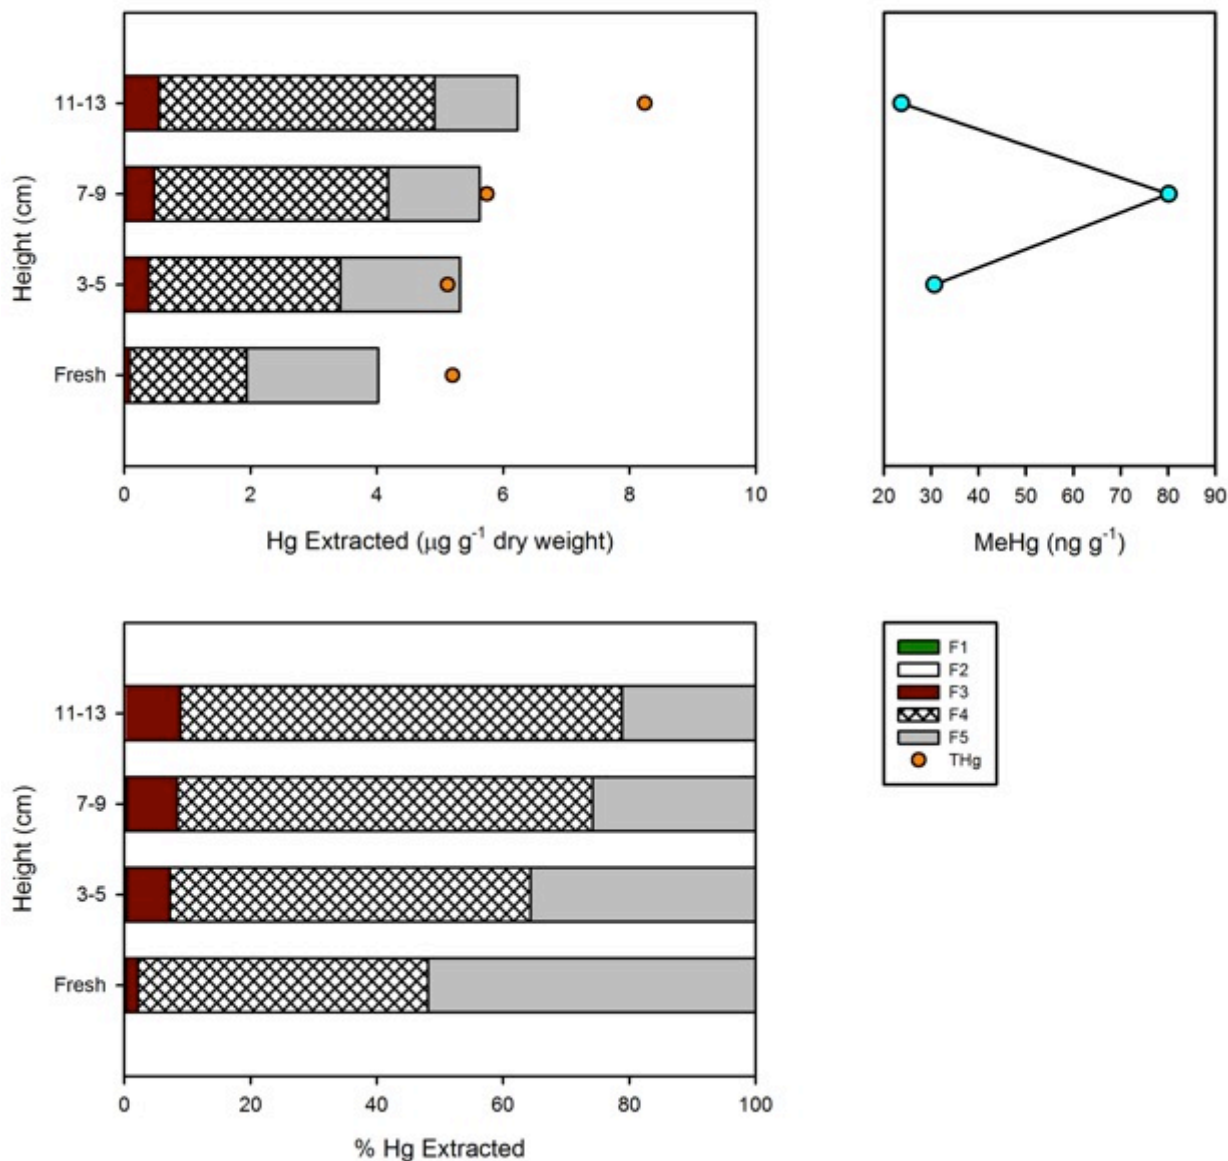 Height (cm)
11-13
7-9
3-5
Fresh
0 2 4 6 8 10
Hg Extracted (μg g⁻¹ dry weight)
20 30 40 50 60 70 80 90
MeHg (ng g⁻¹)
Height (cm)
11-13
7-9
3-5
Fresh
0 20 40 60 80 100
% Hg Extracted
F1
F2
F3
F4
F5
THg